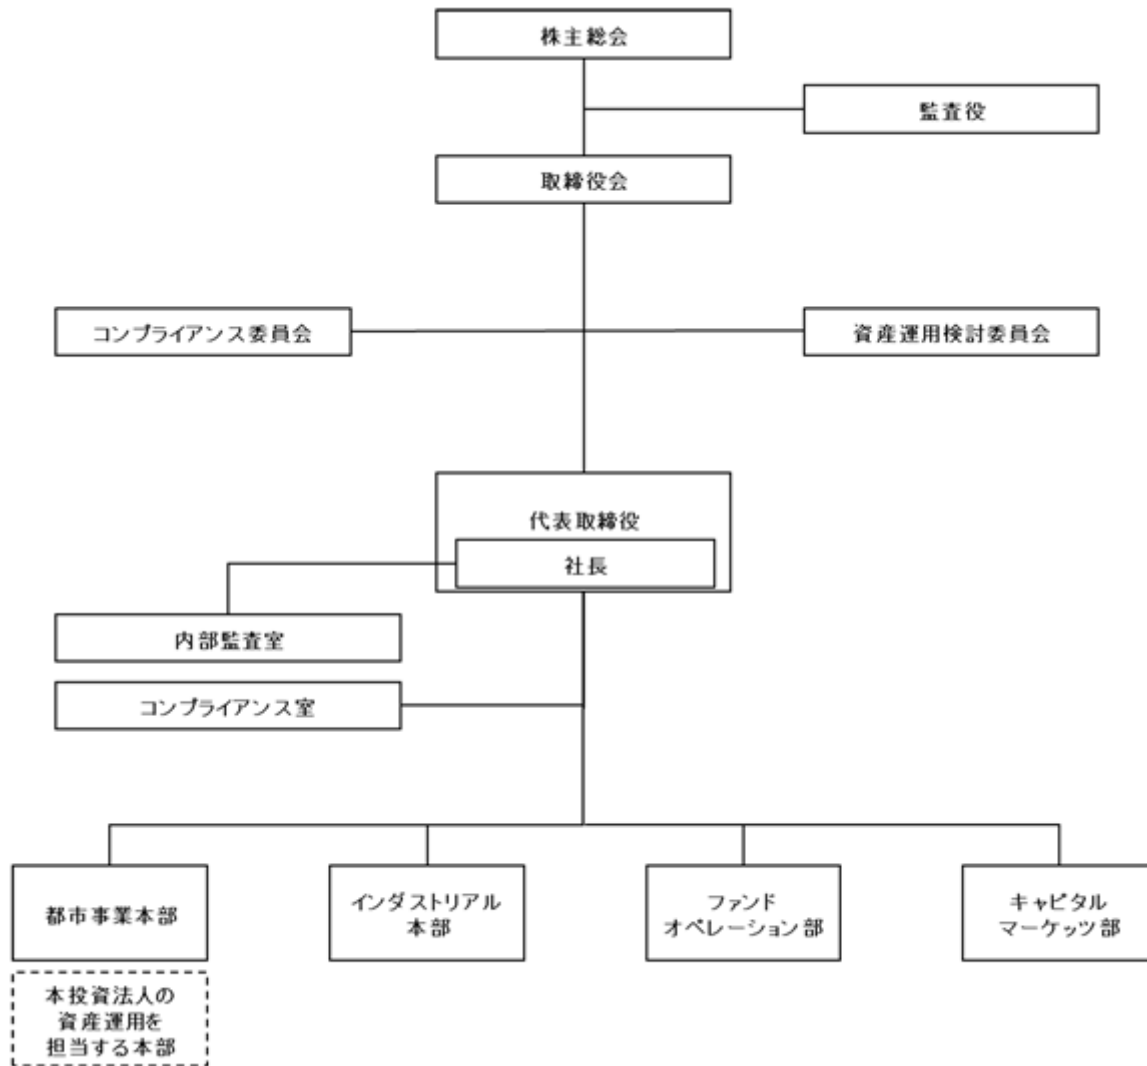 株主総会
監査役
取締役会
コンプライアンス委員会
資産運用検討委員会
代表取締役
社長
内部監査室
コンプライアンス室
都市事業本部
インダストリアル
本部
ファンド
オペレーション部
キャピタル
マーケッツ部
本投資法人の
資産運用を
担当する本部